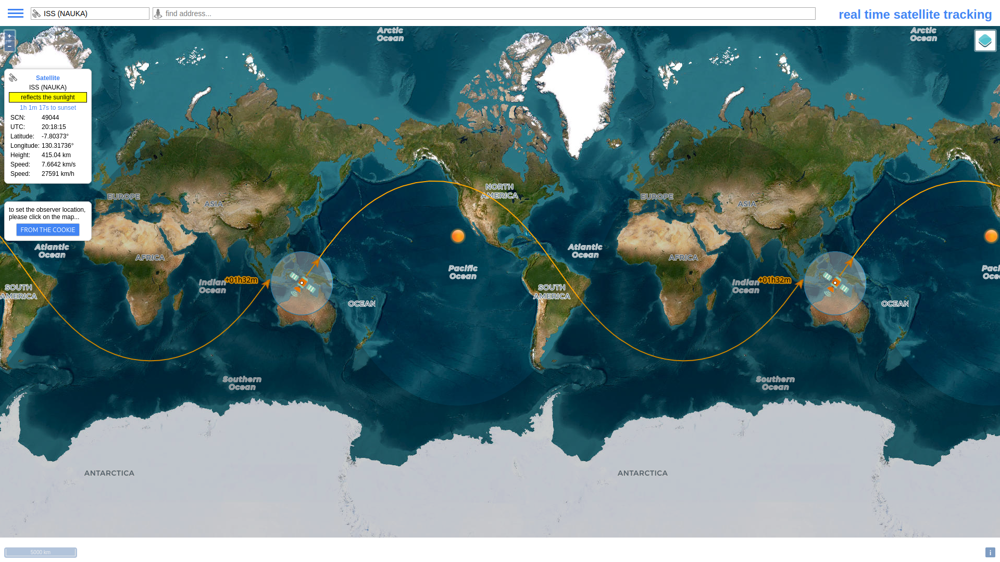 ISS (NAUKA)
find address...
real time satellite tracking
Arctic
Ocean
Arctic
Ocean
+
−
Satellite
ISS (NAUKA)
reflects the sunlight
1h 1m 17s to sunset
SCN: 49044
UTC: 20:18:15
Latitude: -7.80373°
Longitude: 130.31736°
Height: 415.04 km
Speed: 7.6642 km/s
Speed: 27591 km/h
to set the observer location,
please click on the map...
FROM THE COOKIE
EUROPE
ASIA
NORTH
AMERICA
EUROPE
ASIA
Atlantic
Ocean
AFRICA
Atlantic
Ocean
AFRICA
Pacific
Ocean
Paci
Oce
Indian
Ocean
+01h32m
Indian
Ocean
+01h32m
SOUTH
AMERICA
SOUTH
AMERICA
OCEAN
OCEAN
Southern
Ocean
Southern
Ocean
ANTARCTICA
ANTARCTICA
5000 km
i